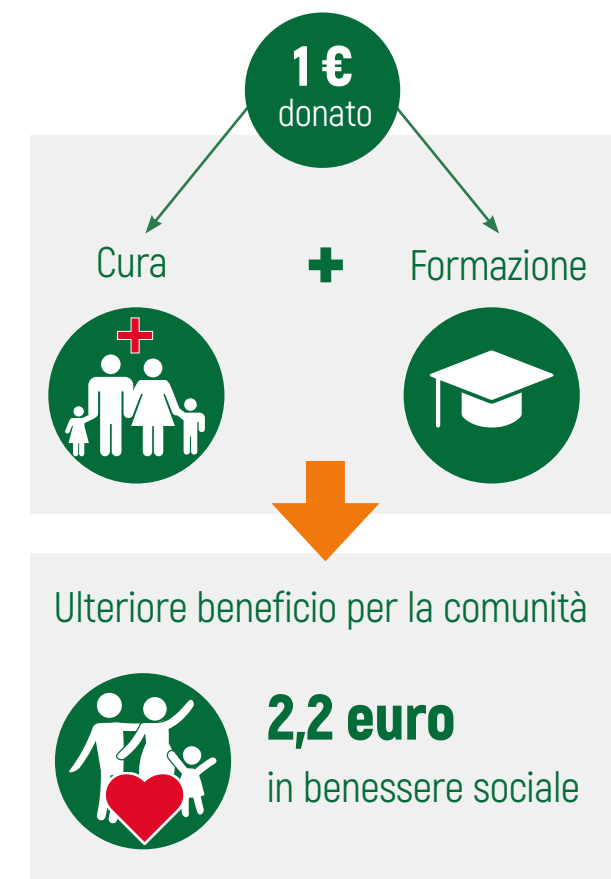 1 €
donato
Cura
+
Formazione
Ulteriore beneficio per la comunità
2,2 euro
in benessere sociale